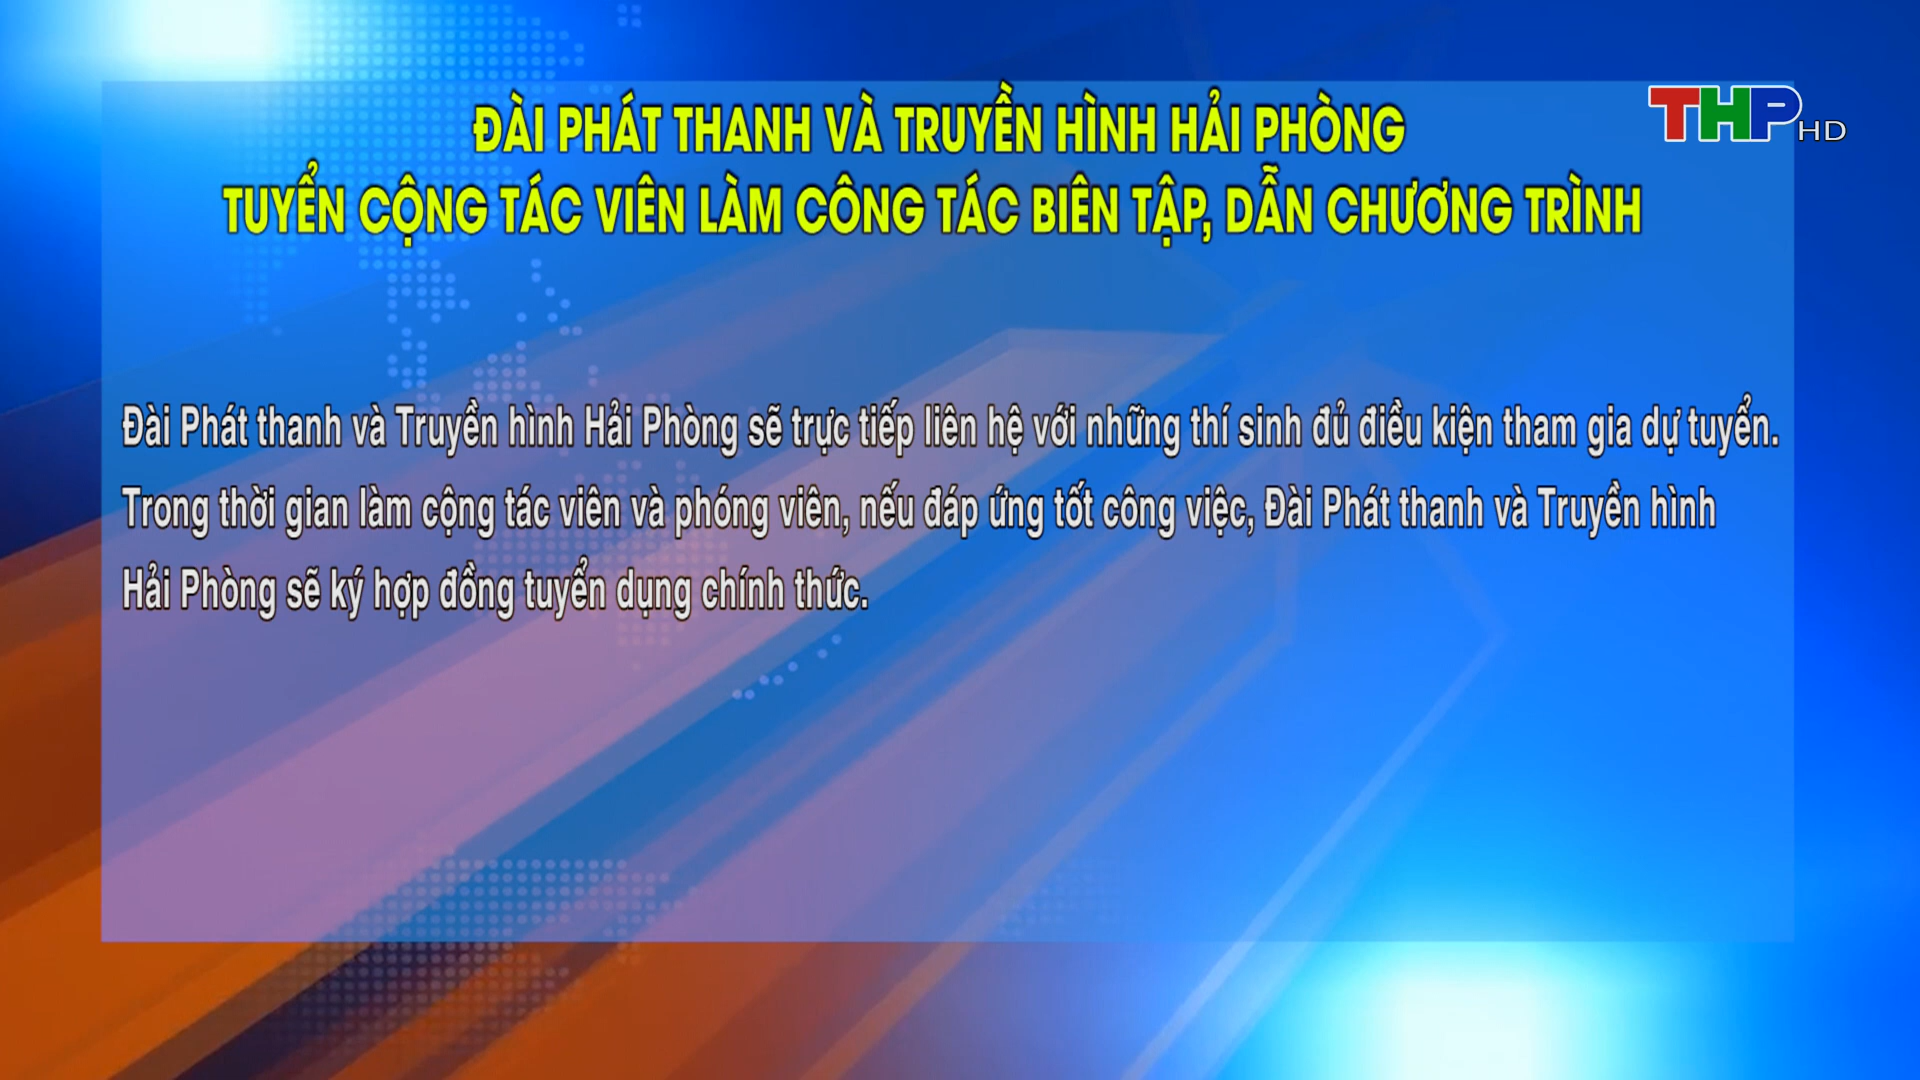 ĐÀI PHÁT THANH VÀ TRUYỀN HÌNH HẢI PHÒNG
THP HD
TUYỂN CỘNG TÁC VIÊN LÀM CÔNG TÁC BIÊN TẬP, DẪN CHƯƠNG TRÌNH
Đài Phát thanh và Truyền hình Hải Phòng sẽ trực tiếp liên hệ với những thí sinh đủ điều kiện tham gia dự tuyển.
Trong thời gian làm cộng tác viên và phóng viên, nếu đáp ứng tốt công việc, Đài Phát thanh và Truyền hình
Hải Phòng sẽ ký hợp đồng tuyển dụng chính thức.